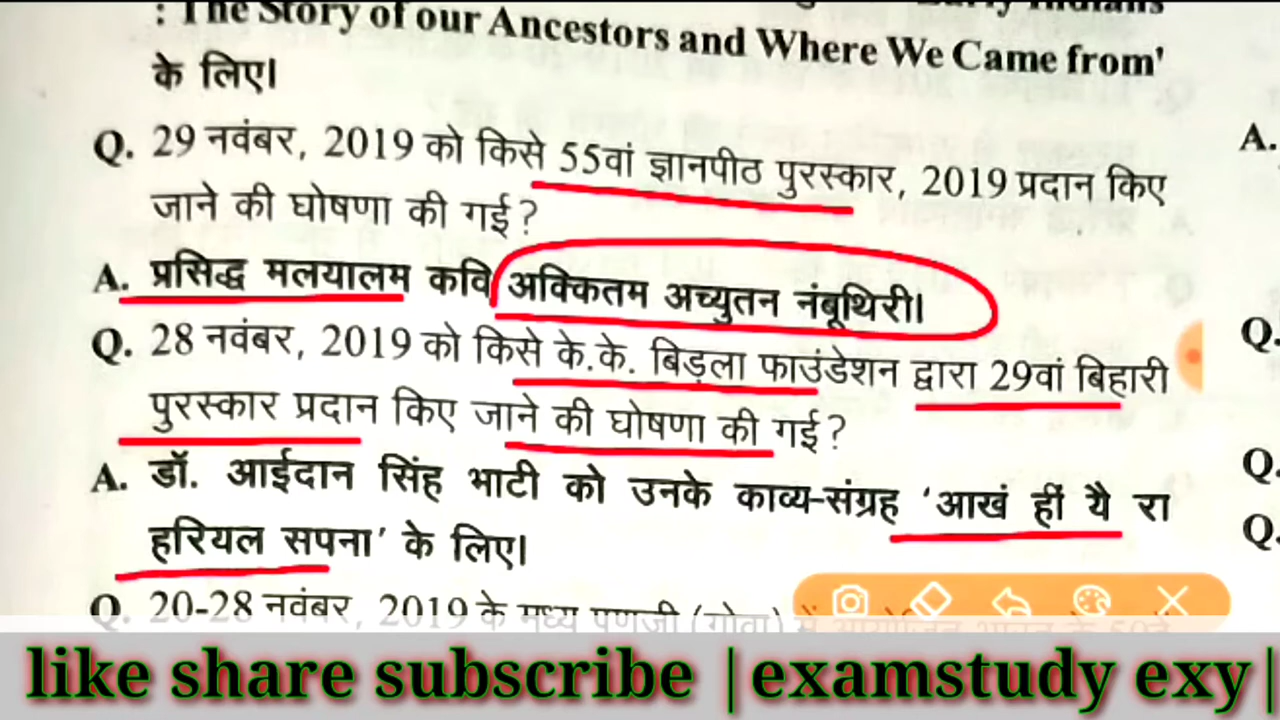 : The Story of our Ancestors and Where We Came from'
के लिए।
Q. 29 नवंबर, 2019 को किसे 55वां ज्ञानपीठ पुरस्कार, 2019 प्रदान किए
जाने की घोषणा की गई?
A. प्रसिद्ध मलयालम कवि अक्कितम अच्युतन नंबूथिरी।
Q. 28 नवंबर, 2019 को किसे के.के. बिड़ला फाउंडेशन द्वारा 29वां बिहारी
पुरस्कार प्रदान किए जाने की घोषणा की गई?
A. डॉ. आईदान सिंह भाटी को उनके काव्य-संग्रह 'आखं हीं यै रा
हरियल सपना' के लिए।
Q. 20-28 नवंबर, 2019 के मध्य पणजी (गोवा) में
A.
Q.
Q.
Q.
like share subscribe | examstudy exy |